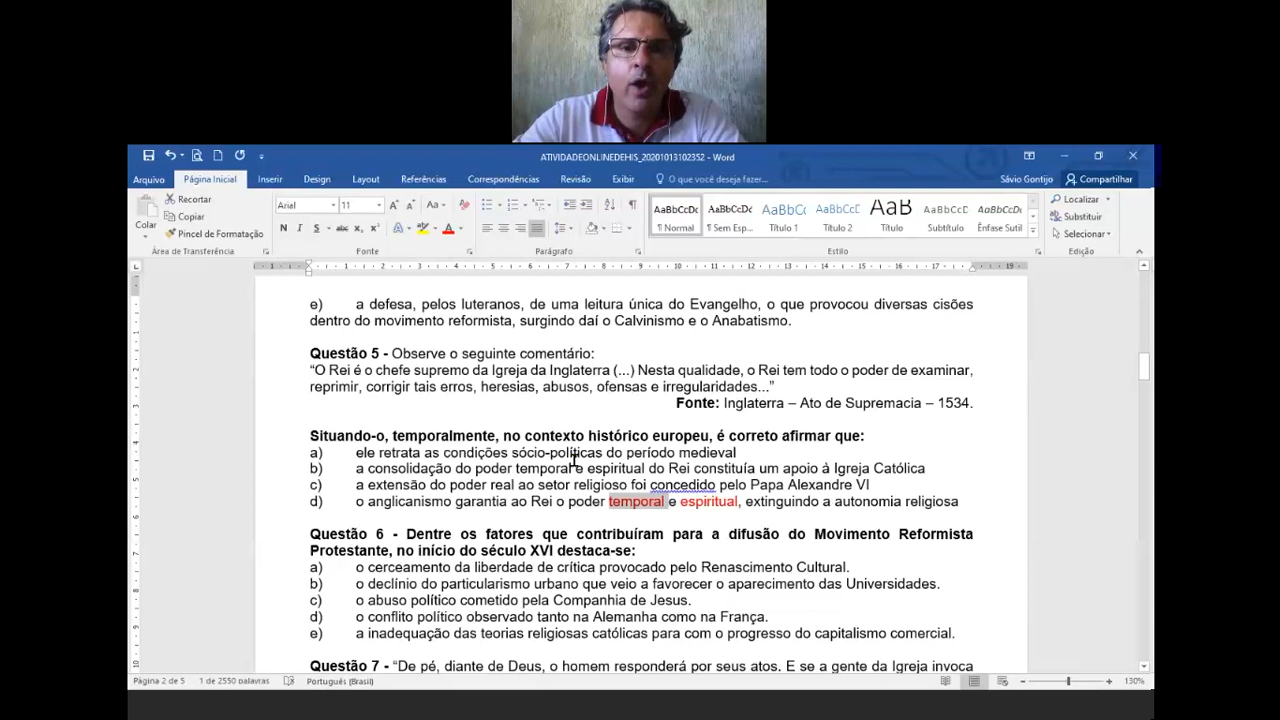 ATIVIDADEONLINEDEHIS_20201013102352 - Word
Arquivo Página Inicial Inserir Design Layout Referências Correspondências Revisão Exibir O que você deseja fazer... Sávio Gontijo Compartilhar
Colar
Recortar
Copiar
Pincel de Formatação
Área de Transferência
Arial 11
N I S abc x₂ x²
Fonte
Parágrafo
AaBbCcDc AaBbCcDc AaBbC AaBbCcD AaB AaBbCcD AaBbCcD
¶ Normal ¶ Sem Esp... Título 1 Título 2 Título Subtítulo Ênfase Sutil
Estilo
Localizar
Substituir
Selecionar
Edição
e) a defesa, pelos luteranos, de uma leitura única do Evangelho, o que provocou diversas cisões
dentro do movimento reformista, surgindo daí o Calvinismo e o Anabatismo.
Questão 5 - Observe o seguinte comentário:
“O Rei é o chefe supremo da Igreja da Inglaterra (...) Nesta qualidade, o Rei tem todo o poder de examinar,
reprimir, corrigir tais erros, heresias, abusos, ofensas e irregularidades...”
Fonte: Inglaterra – Ato de Supremacia – 1534.
Situando-o, temporalmente, no contexto histórico europeu, é correto afirmar que:
a) ele retrata as condições sócio-políticas do período medieval
b) a consolidação do poder temporal e espiritual do Rei constituía um apoio à Igreja Católica
c) a extensão do poder real ao setor religioso foi concedido pelo Papa Alexandre VI
d) o anglicanismo garantia ao Rei o poder temporal e espiritual, extinguindo a autonomia religiosa
Questão 6 - Dentre os fatores que contribuíram para a difusão do Movimento Reformista
Protestante, no início do século XVI destaca-se:
a) o cerceamento da liberdade de crítica provocado pelo Renascimento Cultural.
b) o declínio do particularismo urbano que veio a favorecer o aparecimento das Universidades.
c) o abuso político cometido pela Companhia de Jesus.
d) o conflito político observado tanto na Alemanha como na França.
e) a inadequação das teorias religiosas católicas para com o progresso do capitalismo comercial.
Questão 7 - “De pé, diante de Deus, o homem responderá por seus atos. E se a gente da Igreja invoca
Página 2 de 5 1 de 2550 palavras Português (Brasil) 130%